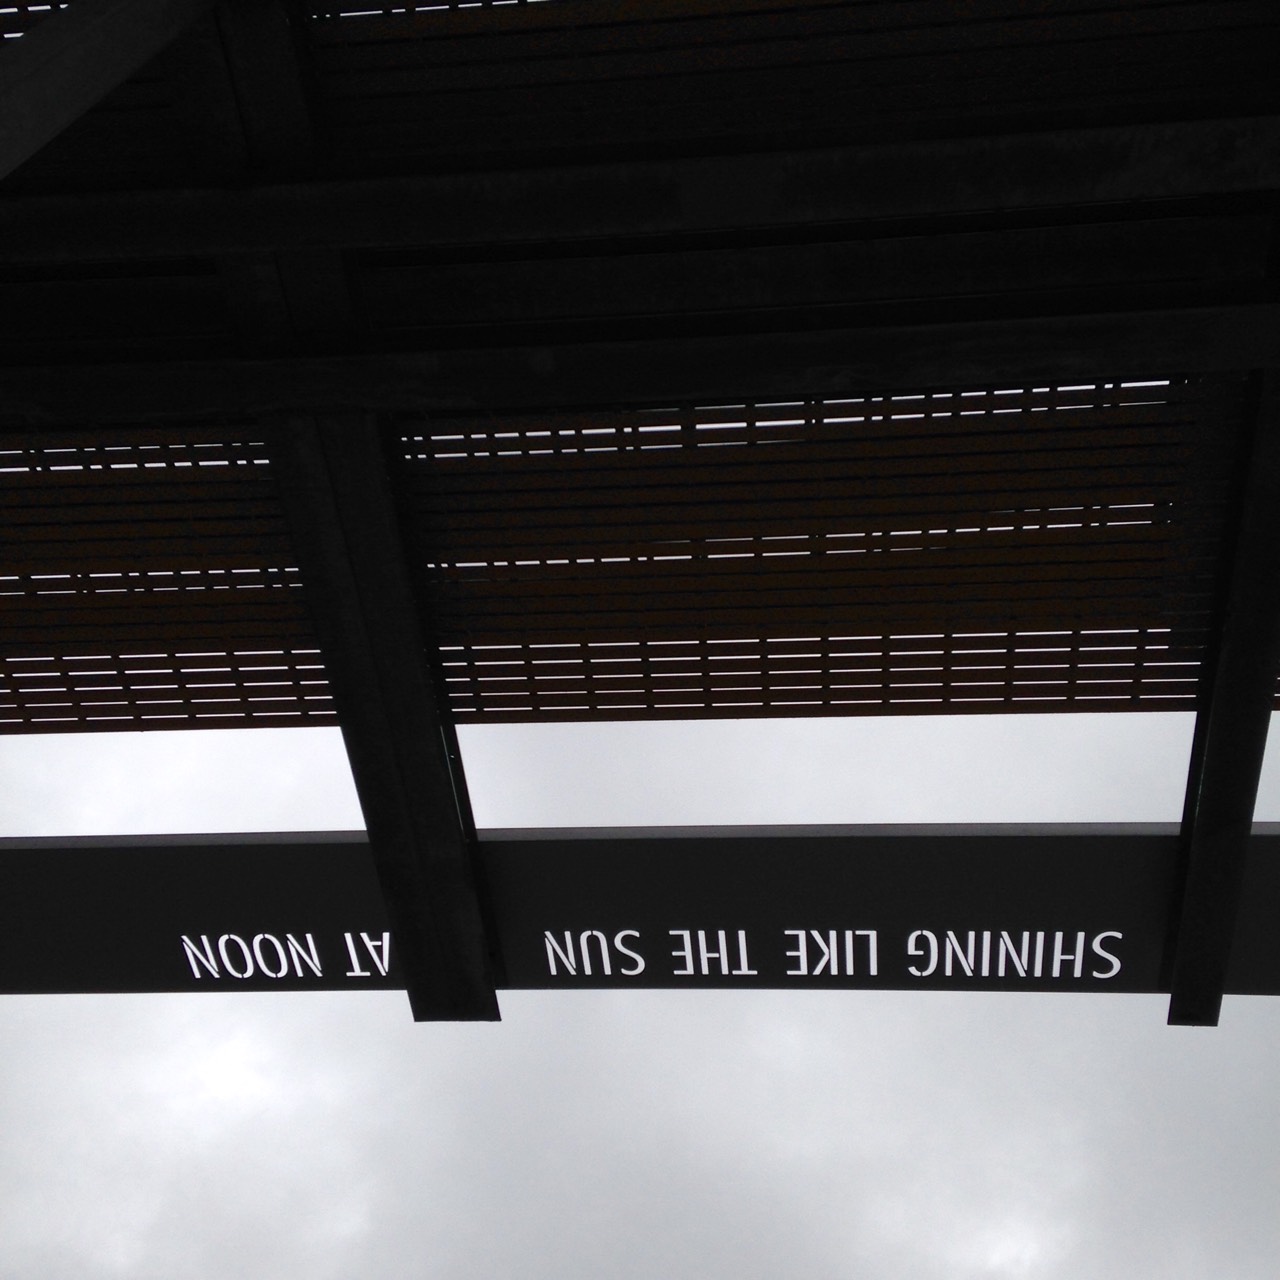 SHINING LIKE THE SUN AT NOON